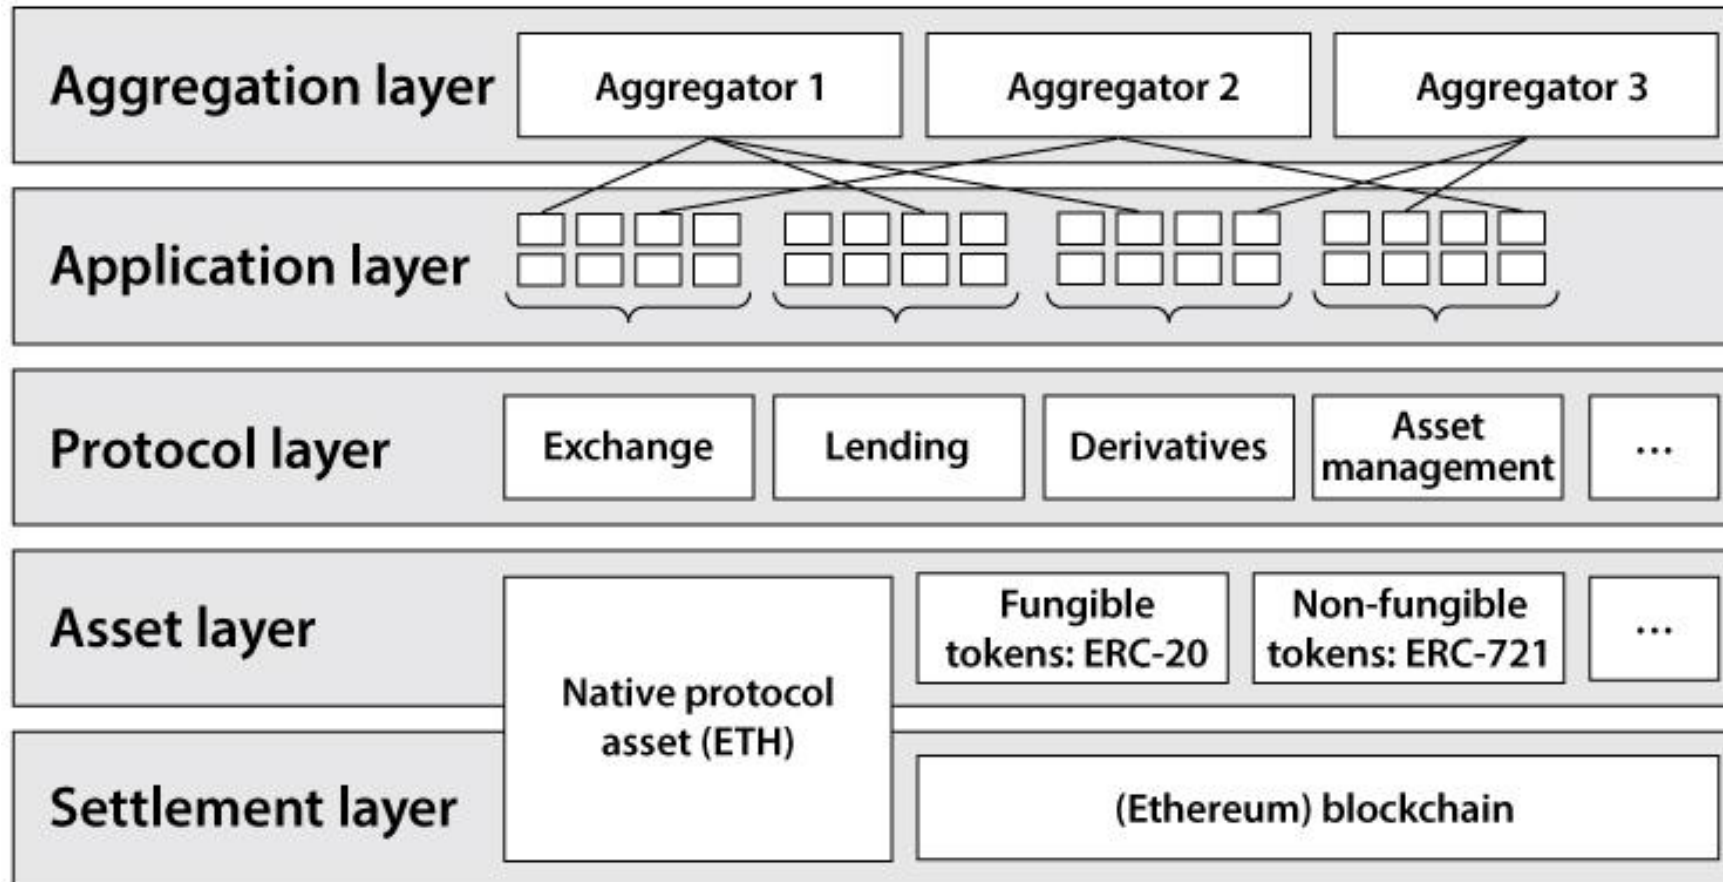 Aggregation layer
Aggregator 1
Aggregator 2
Aggregator 3
Application layer
Protocol layer
Exchange
Lending
Derivatives
Asset
management
...
Asset layer
Native protocol
asset (ETH)
Fungible
tokens: ERC-20
Non-fungible
tokens: ERC-721
...
Settlement layer
(Ethereum) blockchain